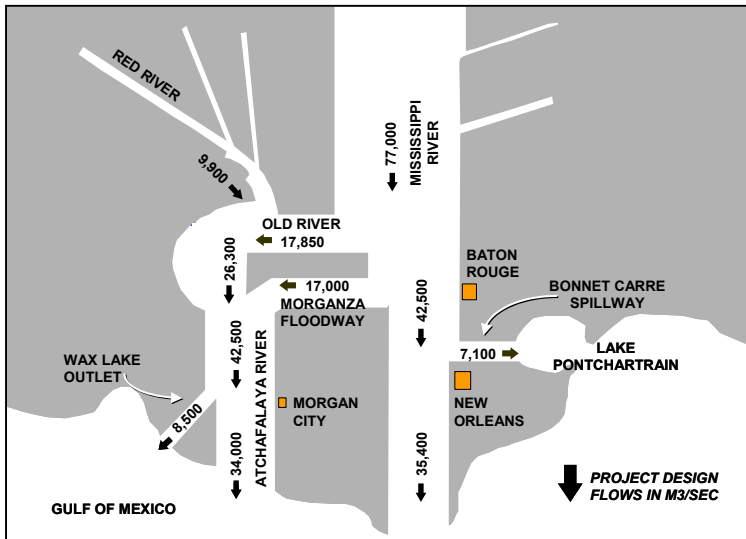 RED RIVER
9,900
77,000
MISSISSIPPI
RIVER
OLD RIVER
17,850
26,300
17,000
MORGANZA
FLOODWAY
BATON
ROUGE
BONNET CARRE
SPILLWAY
42,500
7,100
LAKE
PONTCHARTRAIN
WAX LAKE
OUTLET
42,500
ATCHAFALAYA RIVER
8,500
MORGAN
CITY
NEW
ORLEANS
34,000
35,400
GULF OF MEXICO
PROJECT DESIGN
FLOWS IN M3/SEC